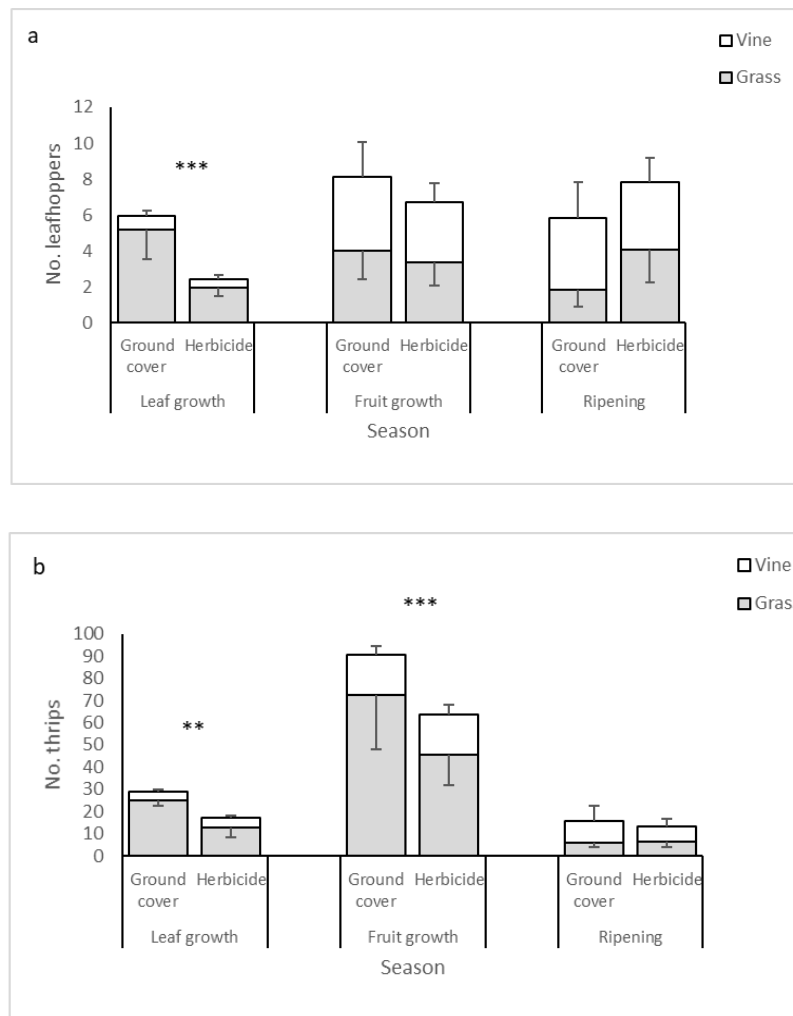 a
Vine
Grass
No. leafhoppers
12
10
8
6
4
2
0
***
Ground cover
Herbicide
Ground cover
Herbicide
Ground cover
Herbicide
Leaf growth
Fruit growth
Ripening
Season
b
Vine
Gras
No. thrips
100
90
80
70
60
50
40
30
20
10
0
**
***
Ground cover
Herbicide
Ground cover
Herbicide
Ground cover
Herbicide
Leaf growth
Fruit growth
Ripening
Season